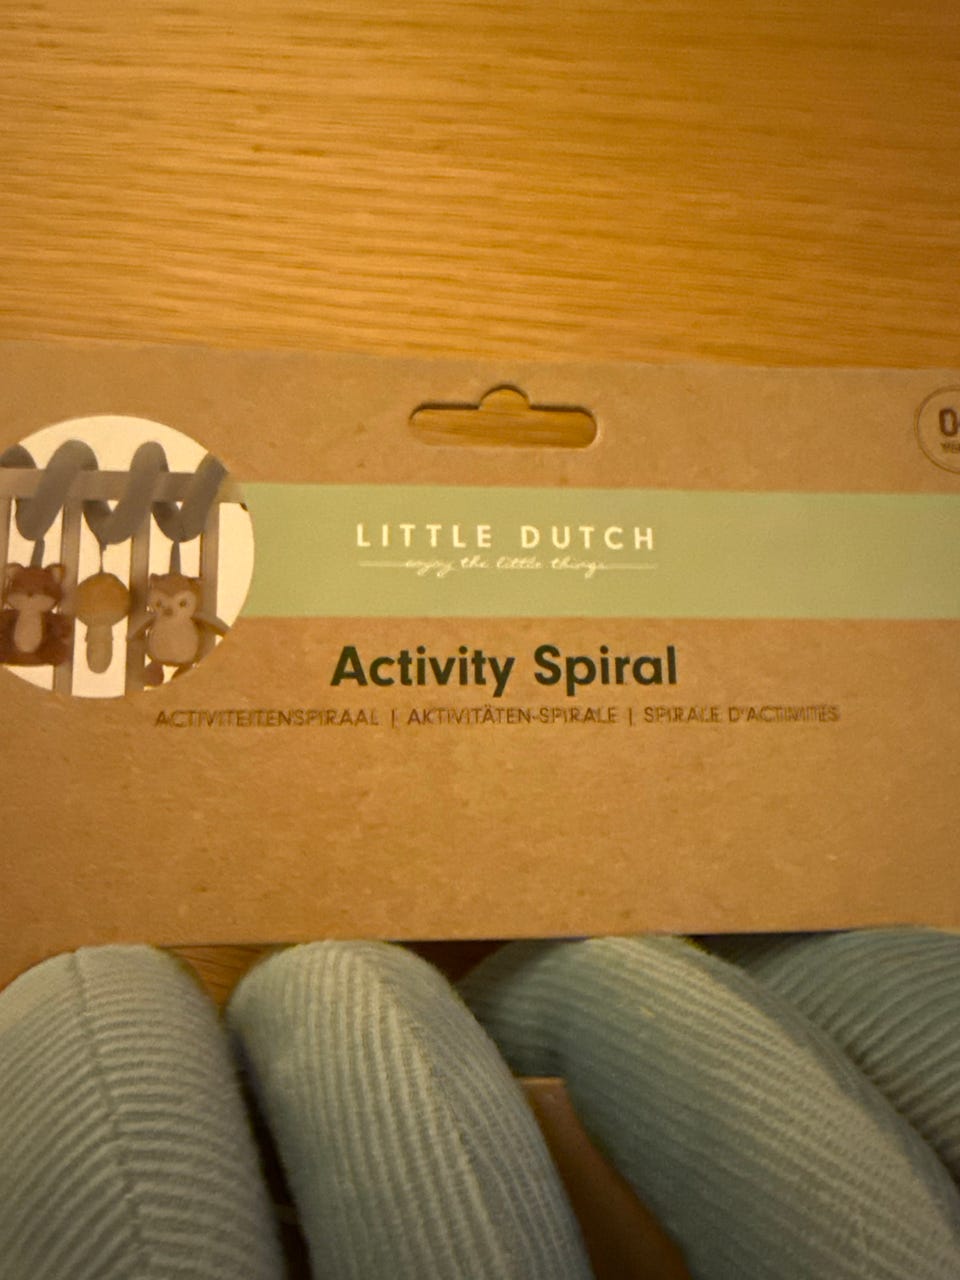 LITTLE DUTCH
enjoy the little things
Activity Spiral
ACTIVITEITENSPIRAAL | AKTIVITÄTEN-SPIRALE | SPIRALE D'ACTIVITÉS